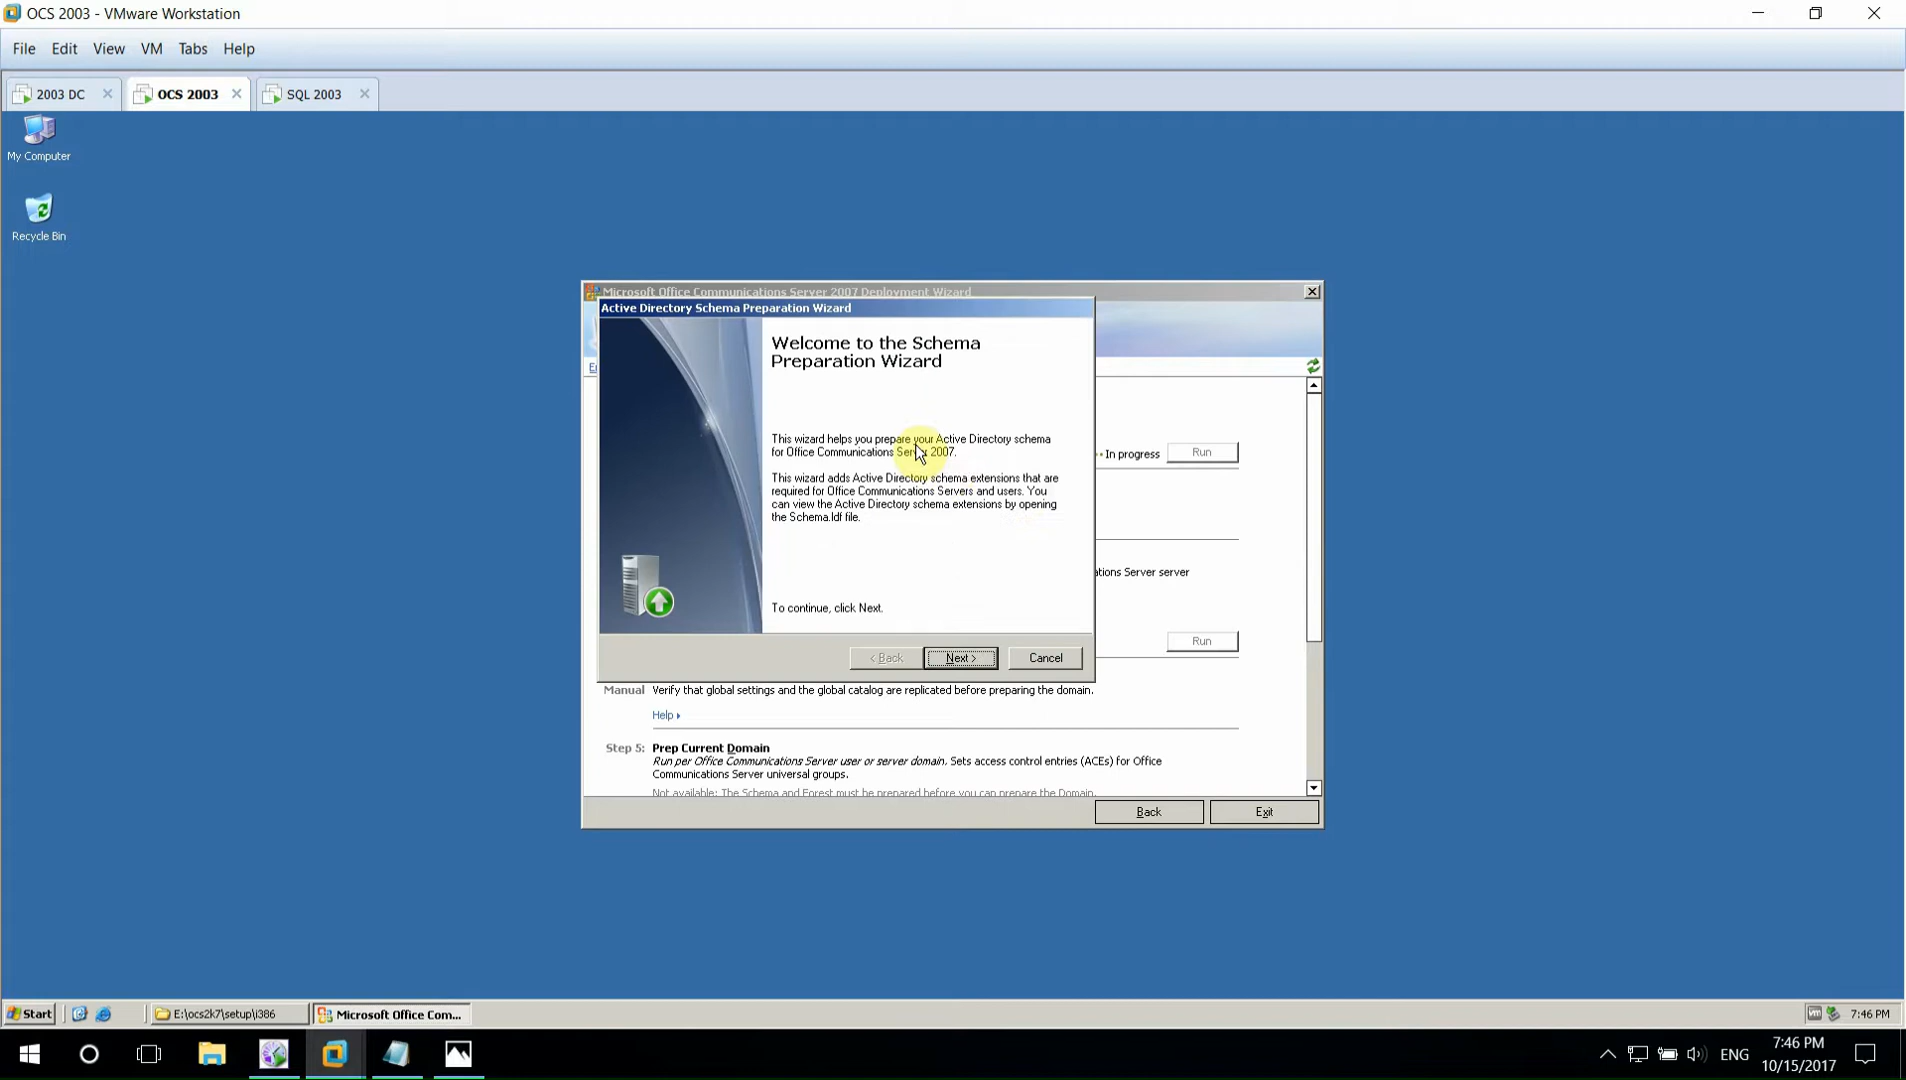 OCS 2003 - VMware Workstation
File Edit View VM Tabs Help
2003 DC OCS 2003 SQL 2003
My Computer
Recycle Bin
Microsoft Office Communications Server 2007 Deployment Wizard
Active Directory Schema Preparation Wizard
Welcome to the Schema
Preparation Wizard
This wizard helps you prepare your Active Directory schema
for Office Communications Server 2007.
This wizard adds Active Directory schema extensions that are
required for Office Communications Servers and users. You
can view the Active Directory schema extensions by opening
the Schema.ldf file.
To continue, click Next.
< Back Next > Cancel
In progress Run
ations Server server
Run
Manual Verify that global settings and the global catalog are replicated before preparing the domain.
Help
Step 5: Prep Current Domain
Run per Office Communications Server user or server domain. Sets access control entries (ACEs) for Office
Communications Server universal groups.
Not available: The Schema and Forest must be prepared before you can prepare the Domain.
Back Exit
Start E:\ocs2k7\setup\i386 Microsoft Office Com... vm 7:46 PM
ENG 7:46 PM
10/15/2017